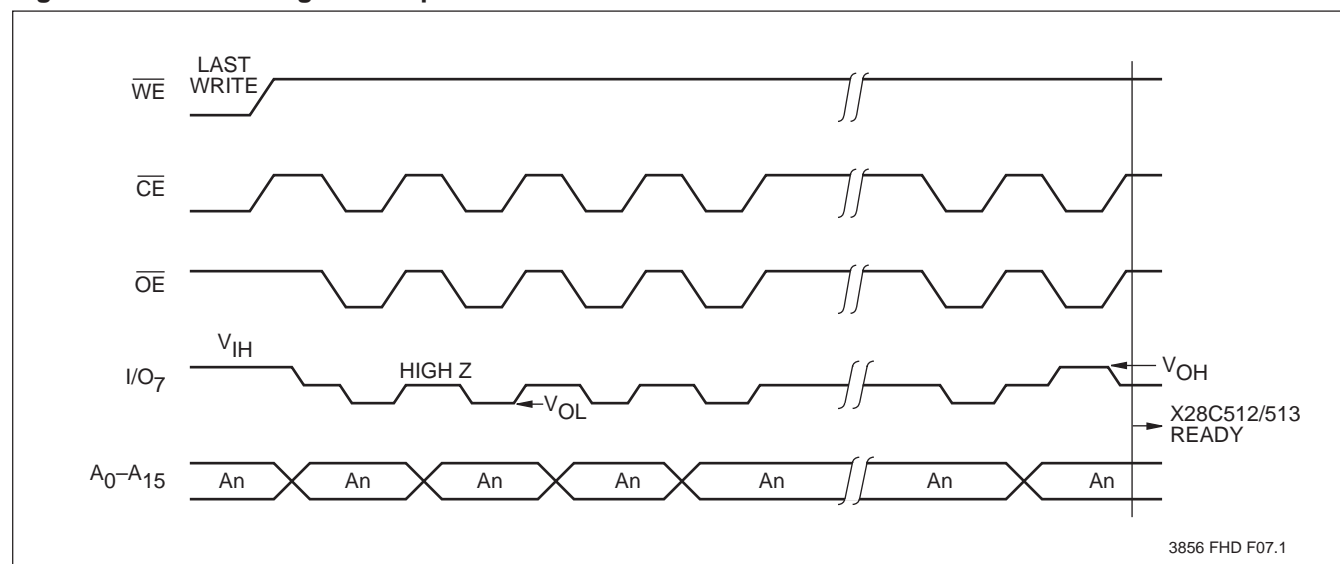 LAST
WRITE
WE
CE
OE
VIH
I/O7
HIGH Z
VOL
VOH
X28C512/513
READY
A0–A15
An An An An An An An
3856 FHD F07.1